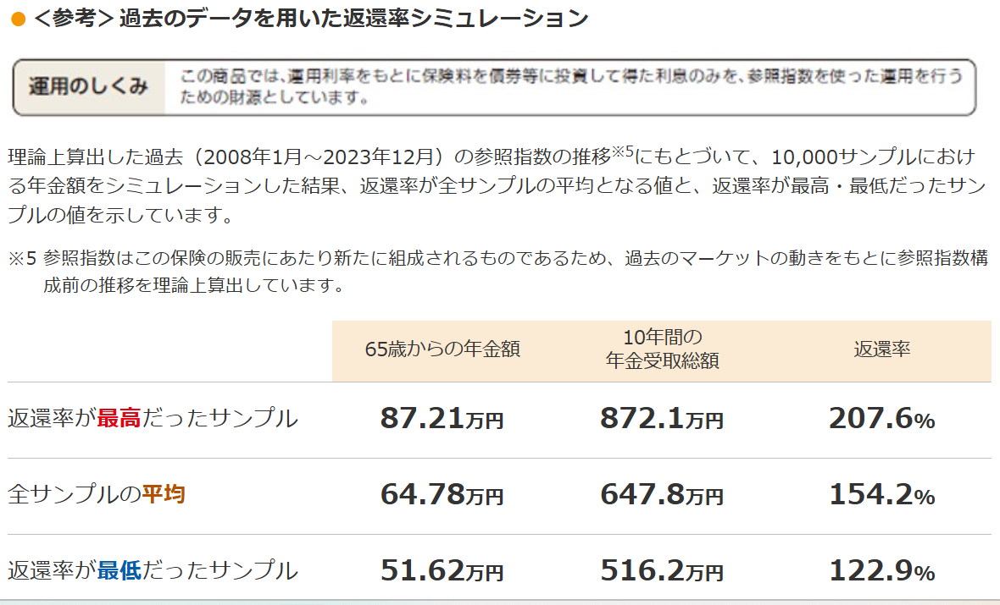 ●＜参考＞過去のデータを用いた返還率シミュレーション
運用のしくみ
この商品では、運用利率をもとに保険料を債券等に投資して得た利息のみを、参照指数を使った運用を行う
ための財源としています。
理論上算出した過去（2008年1月～2023年12月）の参照指数の推移※5にもとづいて、10,000サンプルにおけ
る年金額をシミュレーションした結果、返還率が全サンプルの平均となる値と、返還率が最高・最低だったサン
プルの値を示しています。
※5 参照指数はこの保険の販売にあたり新たに組成されるものであるため、過去のマーケットの動きをもとに参照指数構
成前の推移を理論上算出しています。
65歳からの年金額 10年間の 返還率
年金受取総額
返還率が最高だったサンプル 87.21万円 872.1万円 207.6%
全サンプルの平均 64.78万円 647.8万円 154.2%
返還率が最低だったサンプル 51.62万円 516.2万円 122.9%